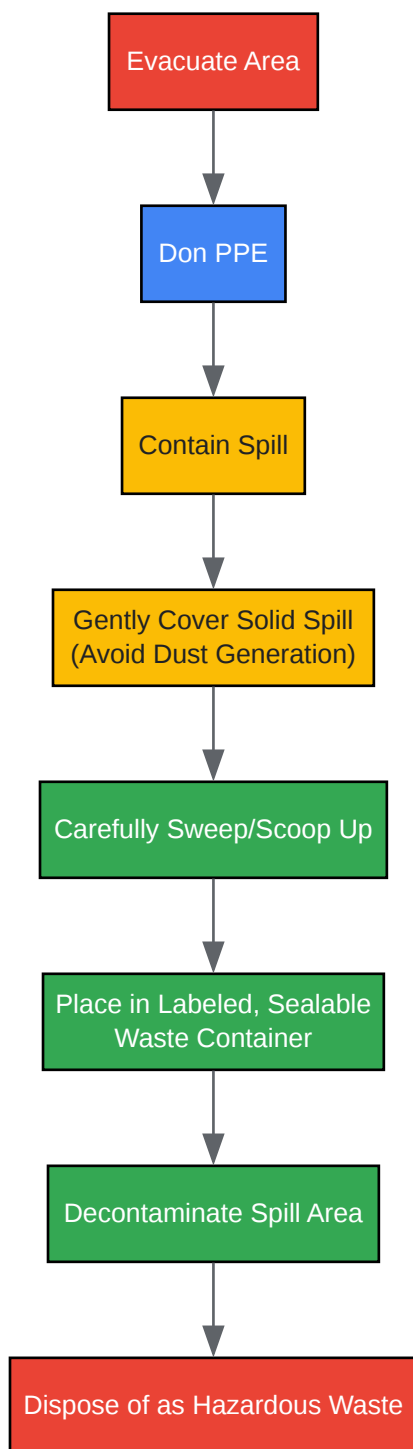 Evacuate Area
Don PPE
Contain Spill
Gently Cover Solid Spill
(Avoid Dust Generation)
Carefully Sweep/Scoop Up
Place in Labeled, Sealable
Waste Container
Decontaminate Spill Area
Dispose of as Hazardous Waste